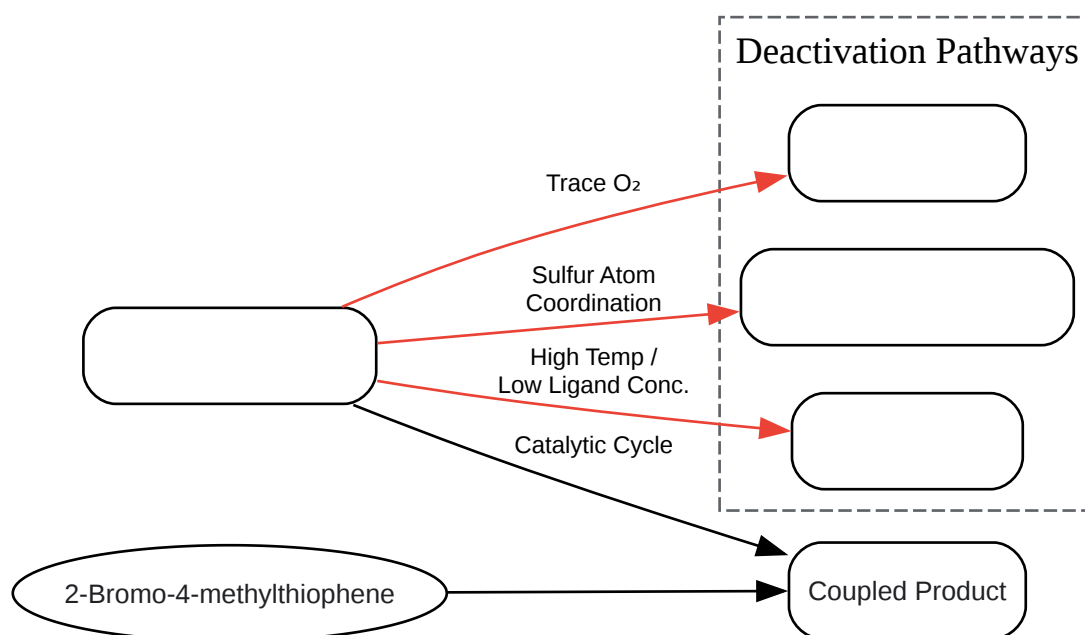 Deactivation Pathways
Trace O₂
Sulfur Atom
Coordination
High Temp /
Low Ligand Conc.
Catalytic Cycle
2-Bromo-4-methylthiophene
Coupled Product